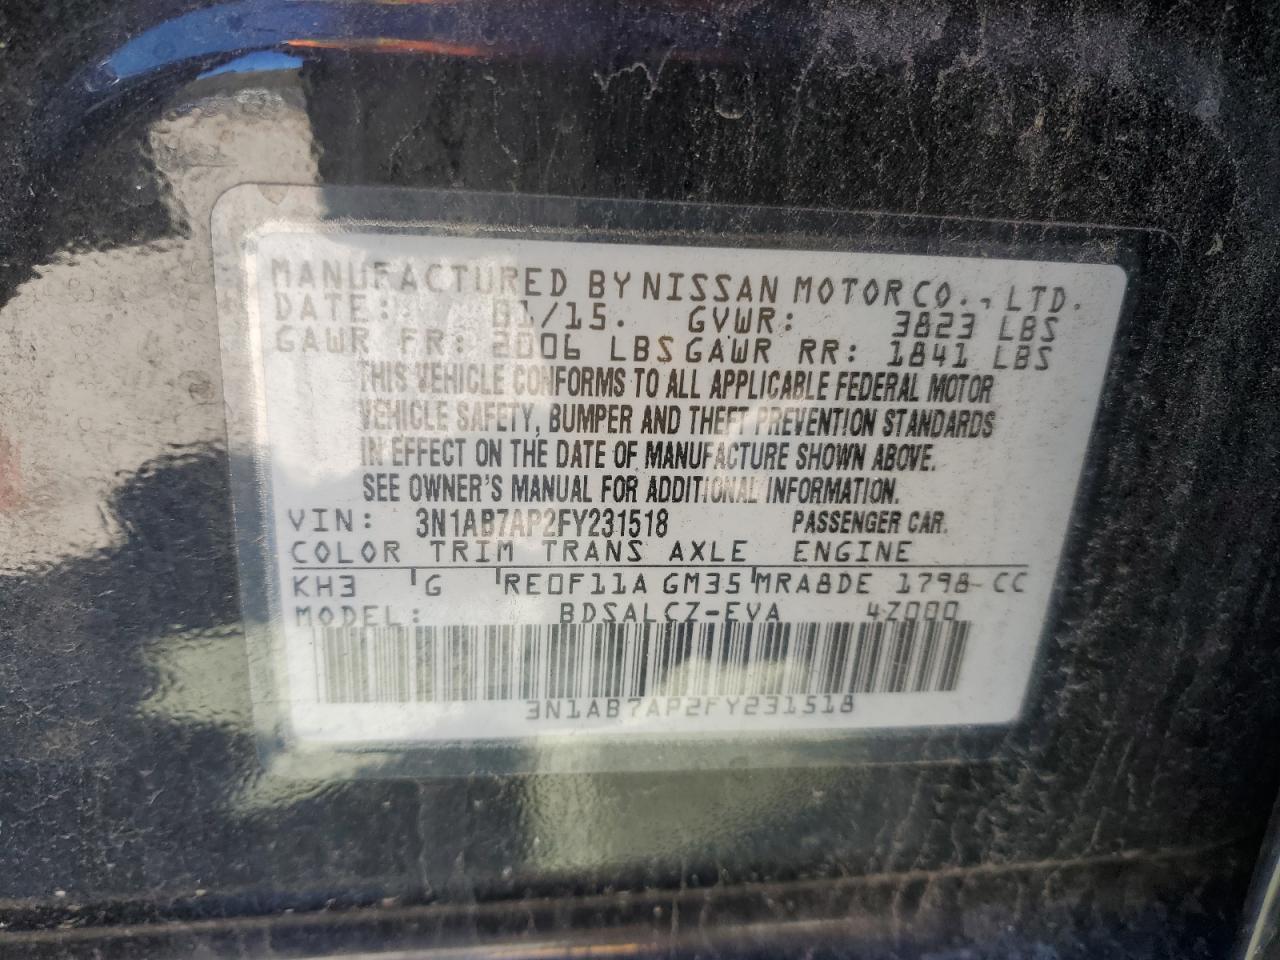 MANUFACTURED BY NISSAN MOTOR CO., LTD.
DATE: 01/15. GVWR: 3823 LBS
GAWR FR: 2006 LBS GAWR RR: 1841 LBS
THIS VEHICLE CONFORMS TO ALL APPLICABLE FEDERAL MOTOR
VEHICLE SAFETY, BUMPER AND THEFT PREVENTION STANDARDS
IN EFFECT ON THE DATE OF MANUFACTURE SHOWN ABOVE.
SEE OWNER'S MANUAL FOR ADDITIONAL INFORMATION.
VIN: 3N1AB7AP2FY231518 PASSENGER CAR.
COLOR TRIM TRANS AXLE ENGINE
KH3 G RE0F11A GM35 MRA8DE 1798-CC
MODEL: BDSALCZ-EVA 4Z000
3N1AB7AP2FY231518